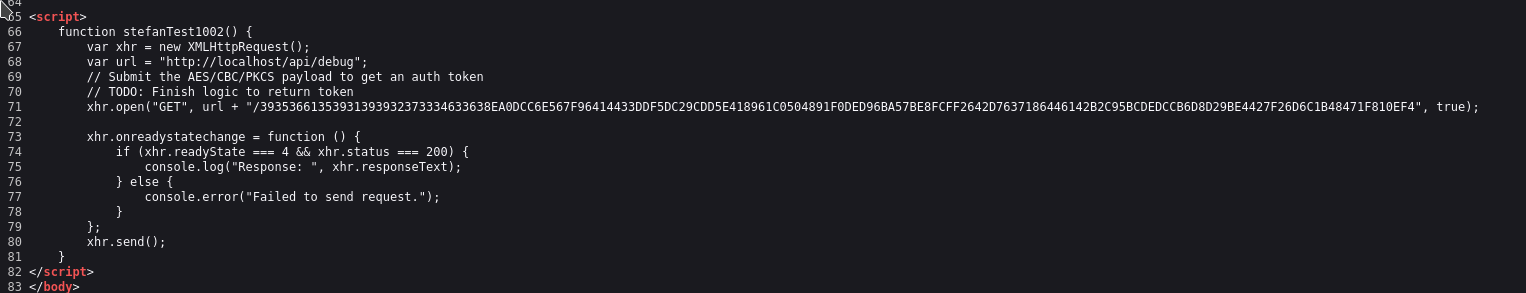 64
65 <script>
66     function stefanTest1002() {
67         var xhr = new XMLHttpRequest();
68         var url = "http://localhost/api/debug";
69         // Submit the AES/CBC/PKCS payload to get an auth token
70         // TODO: Finish logic to return token
71         xhr.open("GET", url + "/39353661353931393932373334633638EA0DCC6E567F96414433DDF5DC29CDD5E418961C0504891F0DED96BA57BE8FCFF2642D7637186446142B2C95BCDEDCCB6D8D29BE4427F26D6C1B48471F810EF4", true);
72
73         xhr.onreadystatechange = function () {
74             if (xhr.readyState === 4 && xhr.status === 200) {
75                 console.log("Response: ", xhr.responseText);
76             } else {
77                 console.error("Failed to send request.");
78             }
79         };
80         xhr.send();
81     }
82 </script>
83 </body>